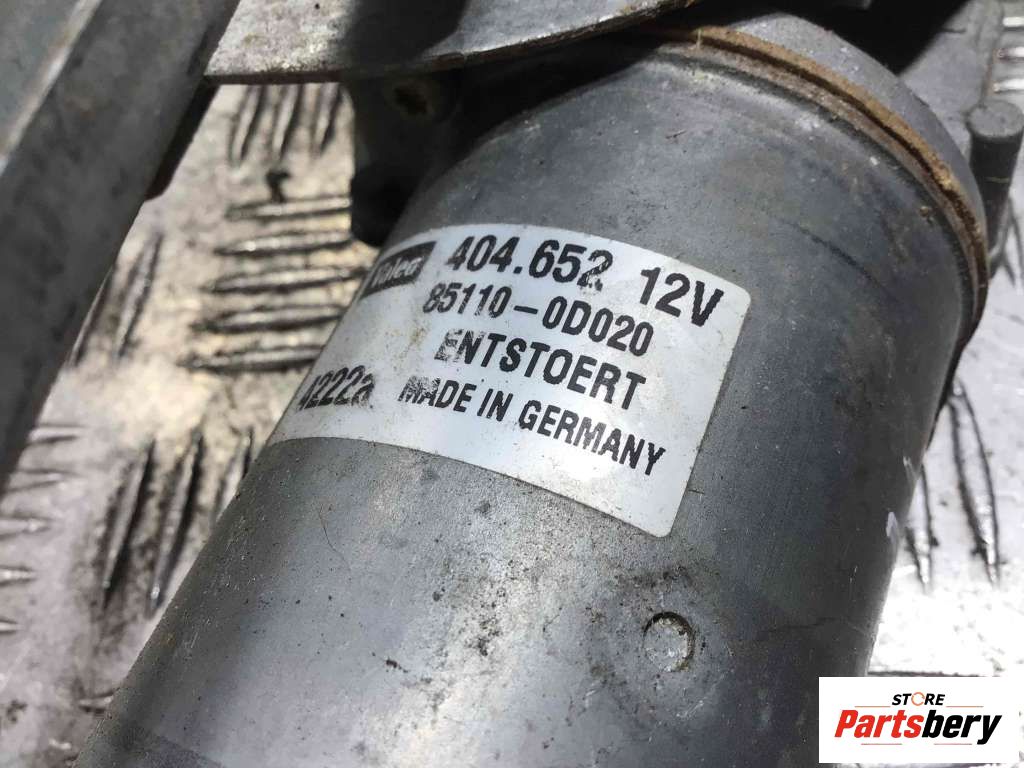 Valeo 404.652 12V
85110-0D020
ENTSTOERT
4222a MADE IN GERMANY
STORE
Partsbery